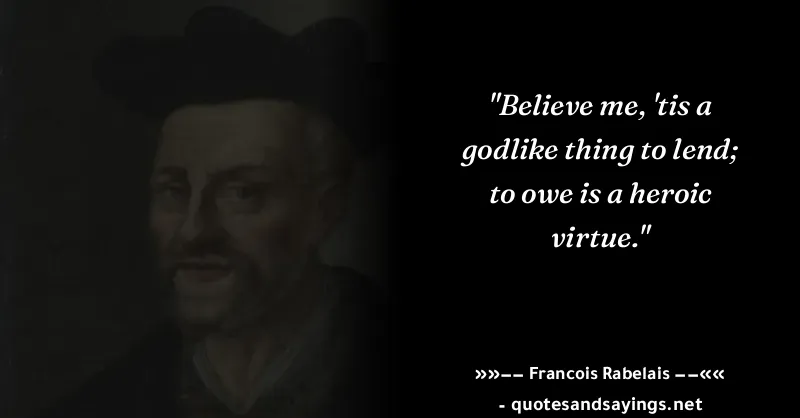 "Believe me, 'tis a
godlike thing to lend;
to owe is a heroic
virtue."
»»–– Francois Rabelais ––««
- quotesandsayings.net